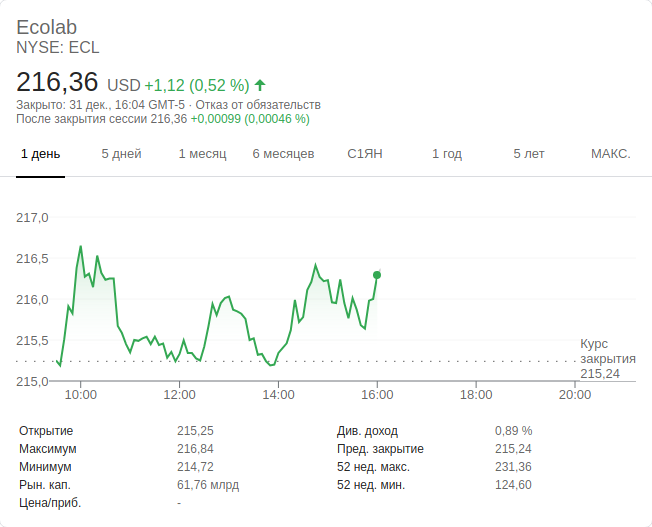 Ecolab
NYSE: ECL
216,36 USD +1,12 (0,52 %)
Закрыто: 31 дек., 16:04 GMT-5 · Отказ от обязательств
После закрытия сессии 216,36 +0,00099 (0,00046 %)
1 день 5 дней 1 месяц 6 месяцев С1ЯН 1 год 5 лет МАКС.
217,0
216,5
216,0
215,5
215,0
Курс
закрытия
215,24
10:00 12:00 14:00 16:00 18:00 20:00
Открытие 215,25 Див. доход 0,89 %
Максимум 216,84 Пред. закрытие 215,24
Минимум 214,72 52 нед. макс. 231,36
Рын. кап. 61,76 млрд 52 нед. мин. 124,60
Цена/приб. -